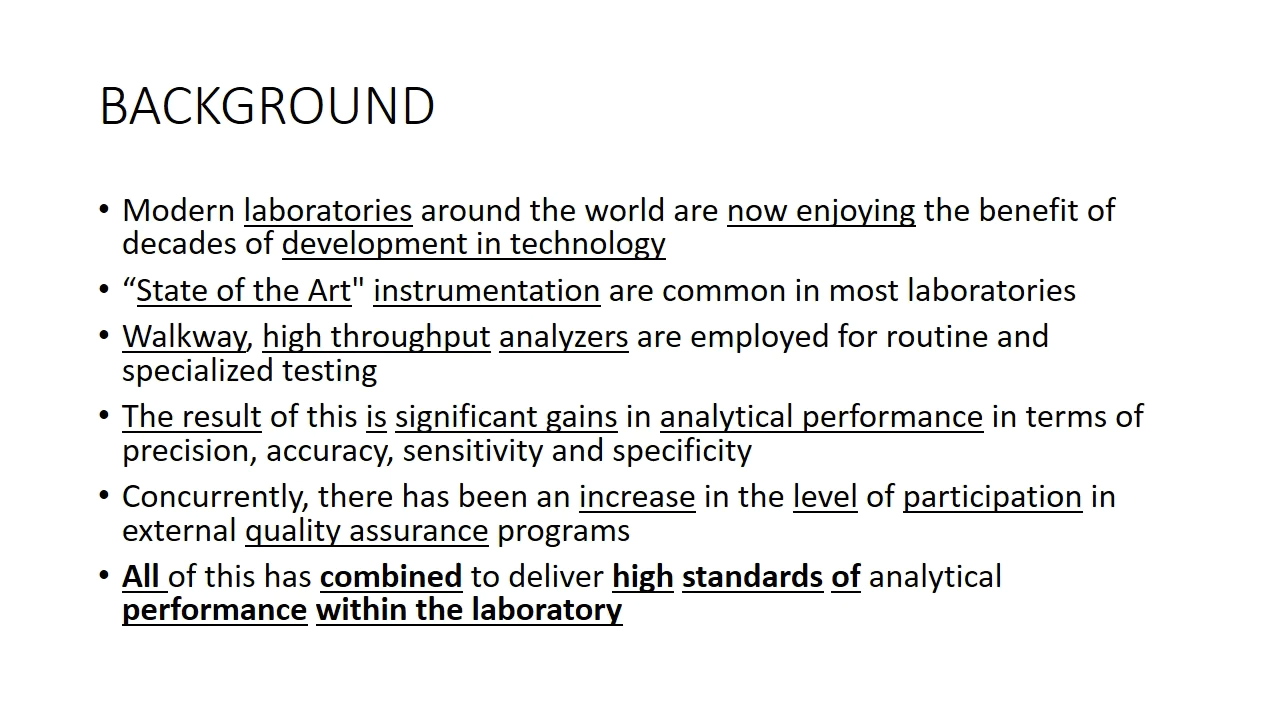 BACKGROUND
• Modern laboratories around the world are now enjoying the benefit of
decades of development in technology
• “State of the Art" instrumentation are common in most laboratories
• Walkway, high throughput analyzers are employed for routine and
specialized testing
• The result of this is significant gains in analytical performance in terms of
precision, accuracy, sensitivity and specificity
• Concurrently, there has been an increase in the level of participation in
external quality assurance programs
• All of this has combined to deliver high standards of analytical
performance within the laboratory